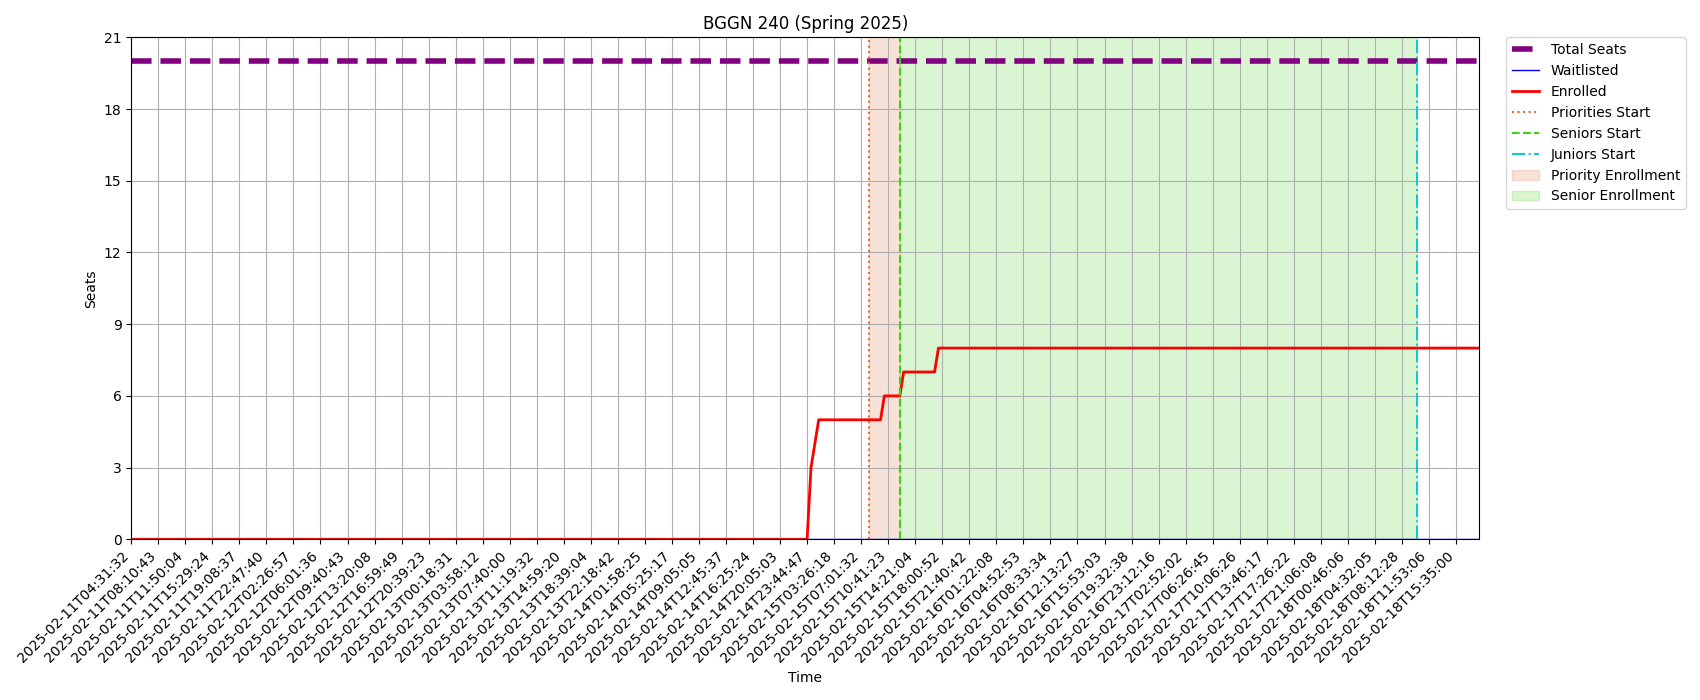 BGGN 240 (Spring 2025)
21
18
15
12
9
6
3
0
Seats
2025-02-11T04:31:32
2025-02-11T08:10:43
2025-02-11T11:50:04
2025-02-11T15:29:24
2025-02-11T19:08:37
2025-02-11T22:47:40
2025-02-12T02:26:57
2025-02-12T06:01:36
2025-02-12T09:40:43
2025-02-12T13:20:08
2025-02-12T16:59:49
2025-02-12T20:39:23
2025-02-13T00:18:31
2025-02-13T03:58:12
2025-02-13T07:40:00
2025-02-13T11:19:32
2025-02-13T14:59:20
2025-02-13T18:39:04
2025-02-13T22:18:42
2025-02-14T01:58:25
2025-02-14T05:25:17
2025-02-14T09:05:05
2025-02-14T12:45:37
2025-02-14T16:25:24
2025-02-14T20:05:03
2025-02-14T23:44:47
2025-02-15T03:26:18
2025-02-15T07:01:32
2025-02-15T10:41:23
2025-02-15T14:21:04
2025-02-15T18:00:52
2025-02-15T21:40:42
2025-02-16T01:22:08
2025-02-16T04:52:53
2025-02-16T08:33:34
2025-02-16T12:13:27
2025-02-16T15:53:03
2025-02-16T19:32:38
2025-02-16T23:12:16
2025-02-17T02:52:02
2025-02-17T06:26:45
2025-02-17T10:06:26
2025-02-17T13:46:17
2025-02-17T17:26:22
2025-02-17T21:06:08
2025-02-18T00:46:06
2025-02-18T04:32:05
2025-02-18T08:12:28
2025-02-18T11:53:06
2025-02-18T15:35:00
Time
Total Seats
Waitlisted
Enrolled
Priorities Start
Seniors Start
Juniors Start
Priority Enrollment
Senior Enrollment